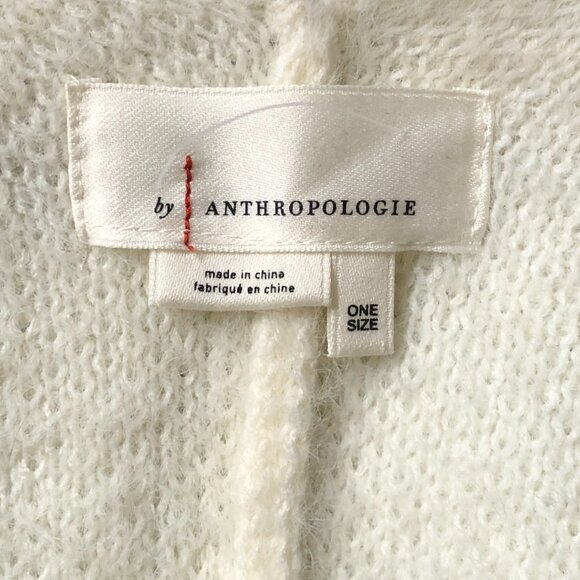 by ANTHROPOLOGIE
made in china
fabriqué en chine
ONE
SIZE